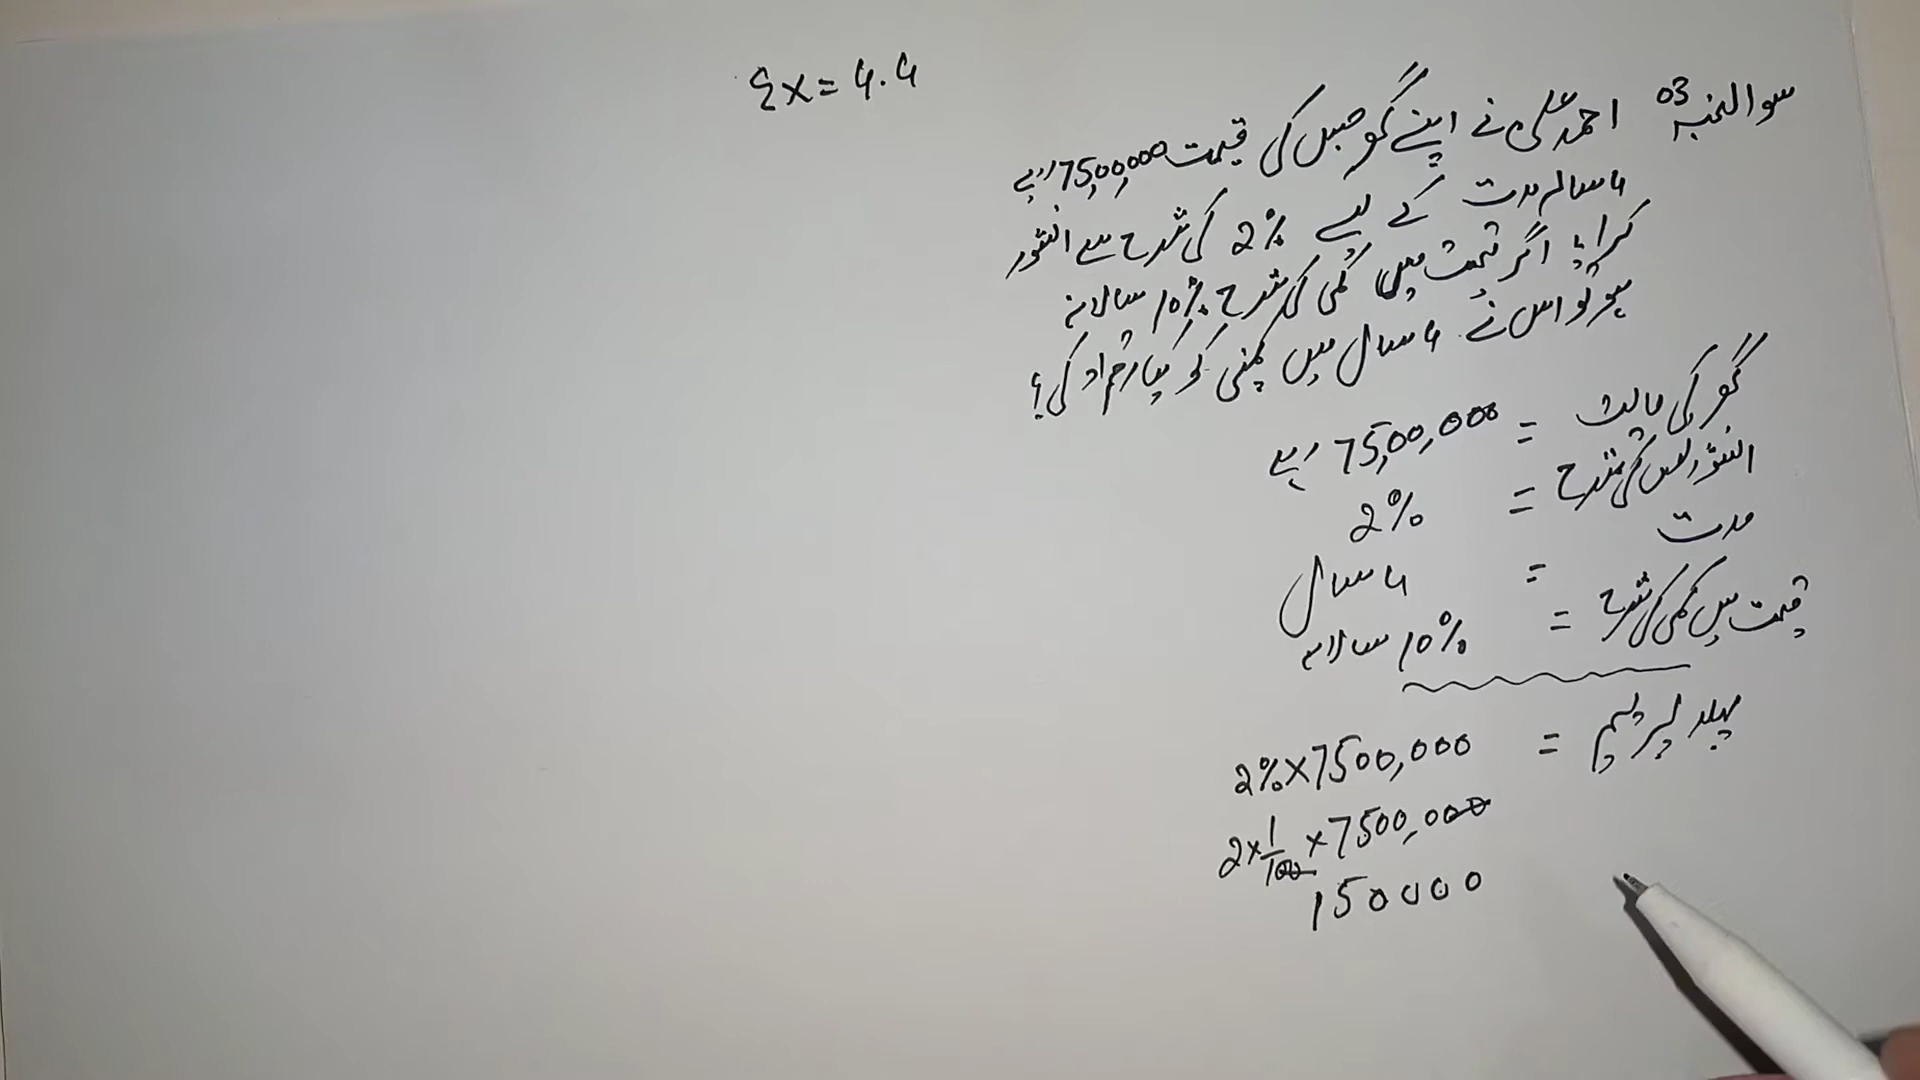 Ex = 4.4
سوال نمبر 03 احمد علی نے اپنے گھر جس کی قیمت 75,00,000 روپے
4 سالہ مدت کے لیے 2% کی شرح سے انشور
کرایا اگر قیمت میں کمی کی شرح 10% سالانہ
ہو تو اس نے 4 سال میں کمپنی کو کیا رقم ادا کی؟
گھر کی مالیت = 75,00,000 روپے
انشورنس کی شرح = 2%
مدت = 4 سال
قیمت میں کمی کی شرح = 10% سالانہ
پہلا پریمیم = 2% × 7500,000
2 × 1/100 × 7500,000
150000